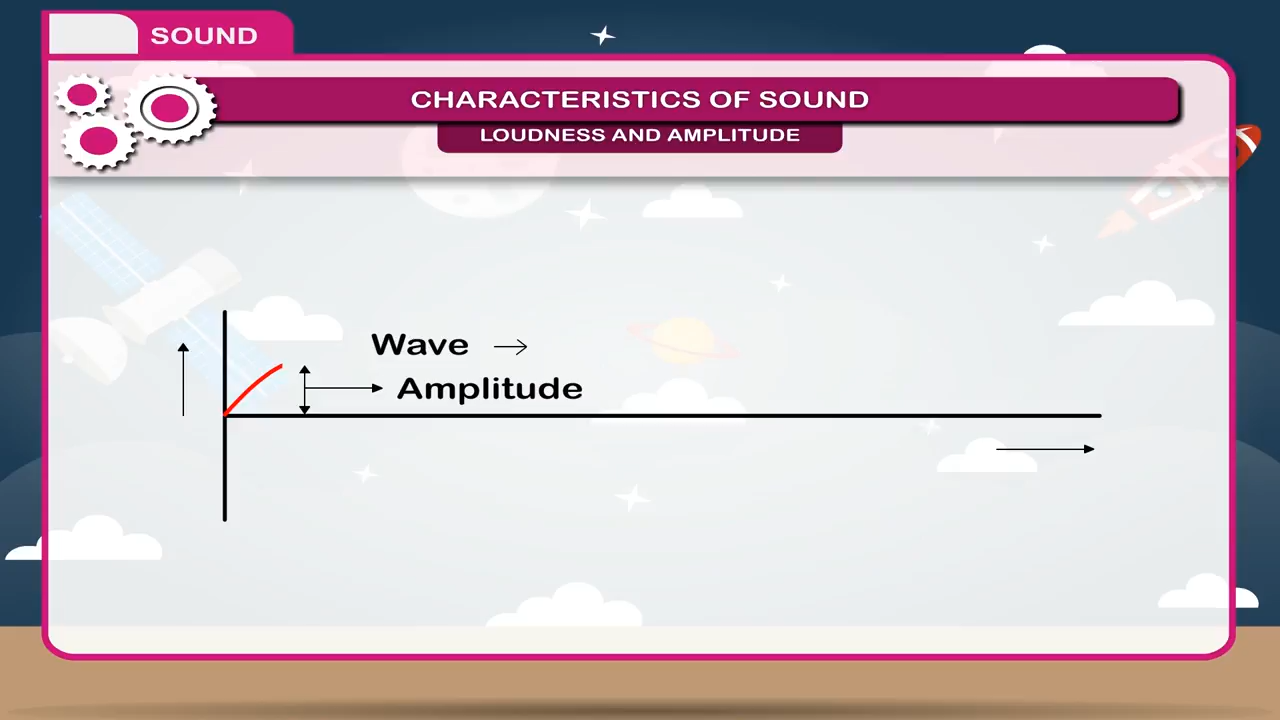 SOUND
CHARACTERISTICS OF SOUND
LOUDNESS AND AMPLITUDE
Wave →
Amplitude